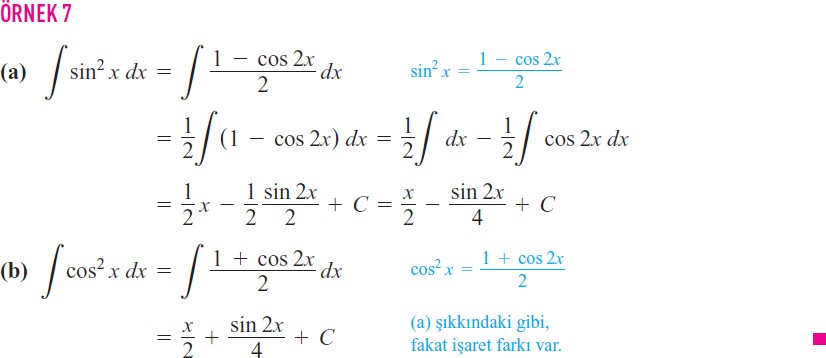 ÖRNEK 7
(a) ∫ sin² x dx = ∫ (1 − cos 2x)/2 dx    sin² x = (1 − cos 2x)/2
= 1/2 ∫ (1 − cos 2x) dx = 1/2 ∫ dx − 1/2 ∫ cos 2x dx
= 1/2 x − 1/2 (sin 2x)/2 + C = x/2 − (sin 2x)/4 + C
(b) ∫ cos² x dx = ∫ (1 + cos 2x)/2 dx    cos² x = (1 + cos 2x)/2
= x/2 + (sin 2x)/4 + C    (a) şıkkındaki gibi,
fakat işaret farkı var.